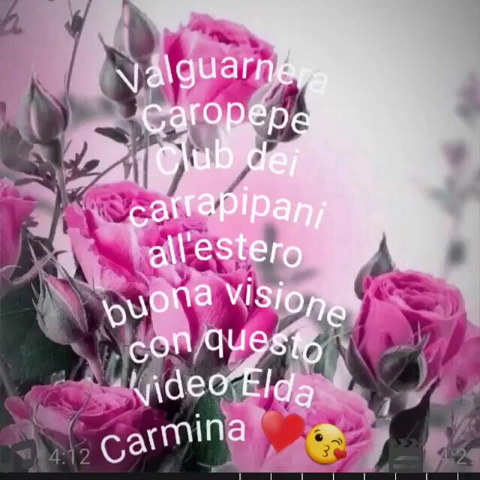 Valguarnera
Caropepe
Club dei
carrapipani
all'estero
buona visione
con questo
video Elda
Carmina ❤️😘
4:12